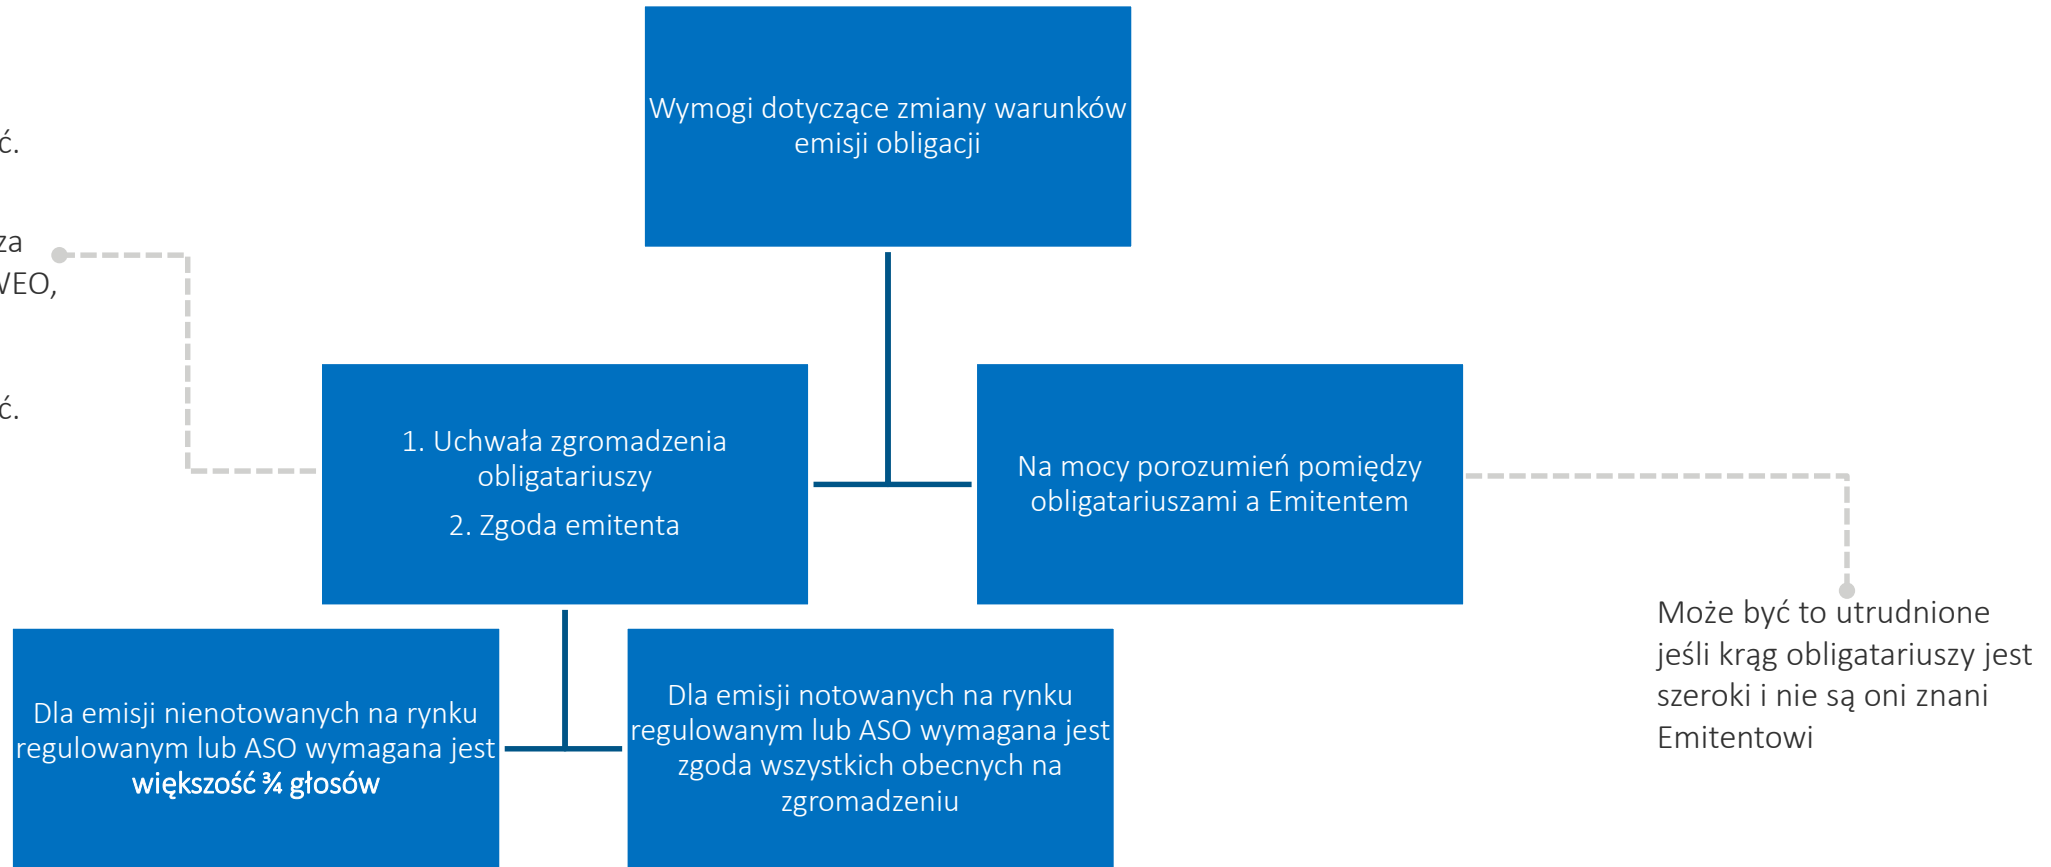 Wymogi dotyczące zmiany warunków
emisji obligacji
ć.
za
WEO,
ć.
1. Uchwała zgromadzenia
obligatariuszy
2. Zgoda emitenta
Na mocy porozumień pomiędzy
obligatariuszami a Emitentem
Dla emisji nienotowanych na rynku
regulowanym lub ASO wymagana jest
większość ¾ głosów
Dla emisji notowanych na rynku
regulowanym lub ASO wymagana jest
zgoda wszystkich obecnych na
zgromadzeniu
Może być to utrudnione
jeśli krąg obligatariuszy jest
szeroki i nie są oni znani
Emitentowi